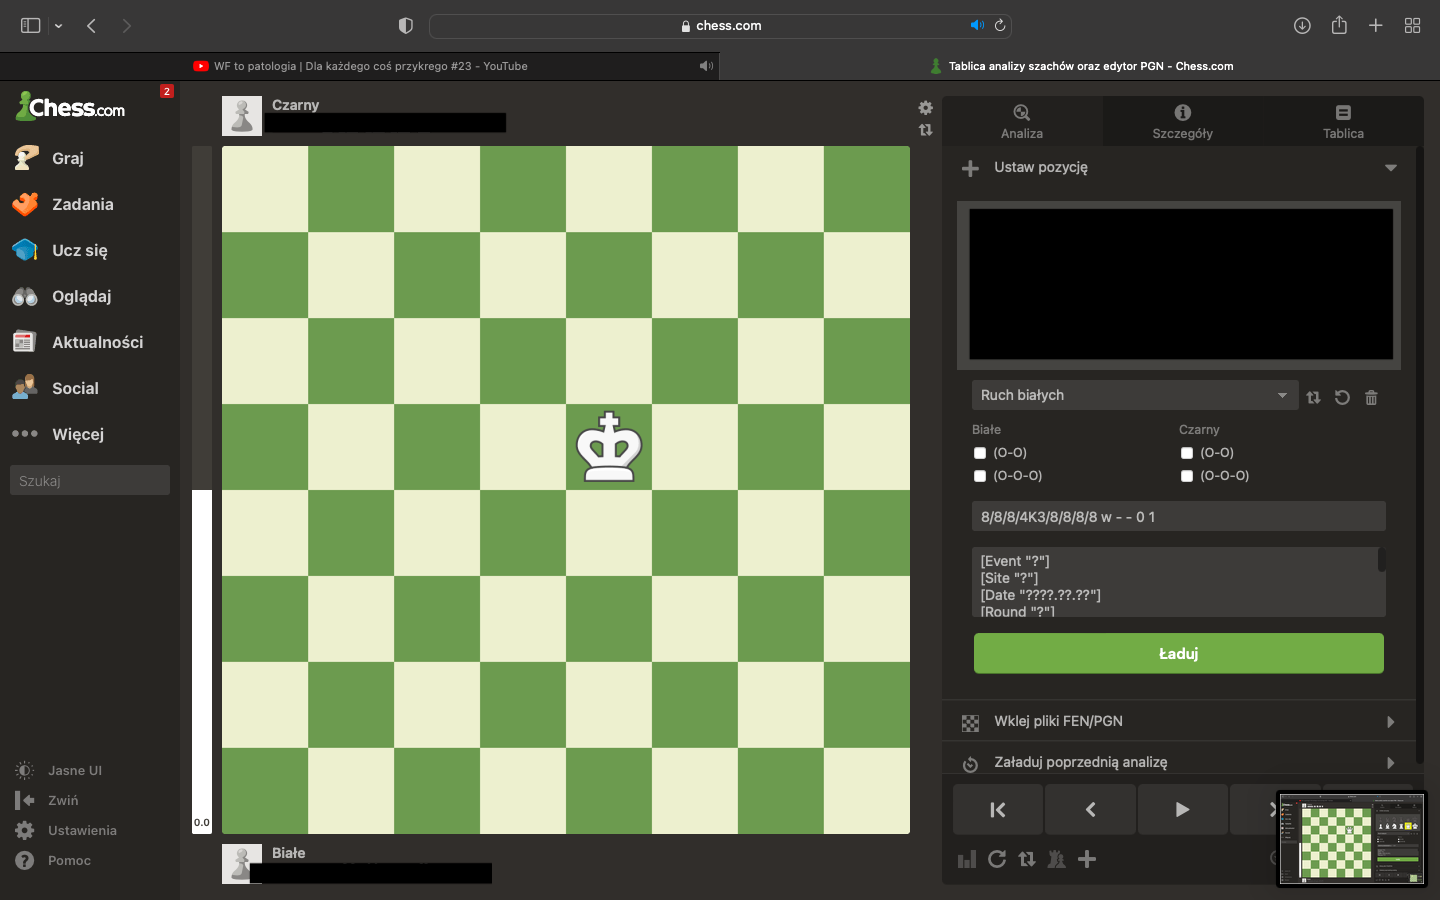 chess.com
WF to patologia | Dla każdego coś przykrego #23 - YouTube
Tablica analizy szachów oraz edytor PGN - Chess.com
Chess.com
2
Graj
Zadania
Ucz się
Oglądaj
Aktualności
Social
Więcej
Szukaj
Jasne UI
Zwiń
Ustawienia
Pomoc
Czarny
0.0
Białe
Analiza
Szczegóły
Tablica
Ustaw pozycję
Ruch białych
Białe
Czarny
(O-O)
(O-O)
(O-O-O)
(O-O-O)
8/8/8/4K3/8/8/8/8 w - - 0 1
[Event "?"]
[Site "?"]
[Date "????.??.??"]
[Round "?"]
Ładuj
Wklej pliki FEN/PGN
Załaduj poprzednią analizę